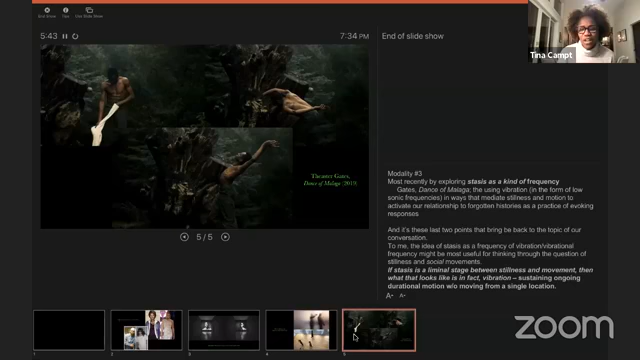 End Show
Tips
Use Slide Show
5:43
7:34 PM
End of slide show
Tina Campt
Theaster Gates,
Dance of Malaga (2019)
5 / 5
Modality #3
Most recently by exploring stasis as a kind of frequency
Gates, Dance of Malaga; the using vibration (in the form of low
sonic frequencies) in ways that mediate stillness and motion to
activate our relationship to forgotten histories as a practice of evoking
responses
And it's these last two points that bring be back to the topic of our
conversation.
To me, the idea of stasis as a frequency of vibration/vibrational
frequency might be most useful for thinking through the question of
stillness and social movements.
If stasis is a liminal stage between stillness and movement, then
what that looks like is in fact, vibration – sustaining ongoing
durational motion w/o moving from a single location.
A+ A-
1
2
3
4
5
zoom